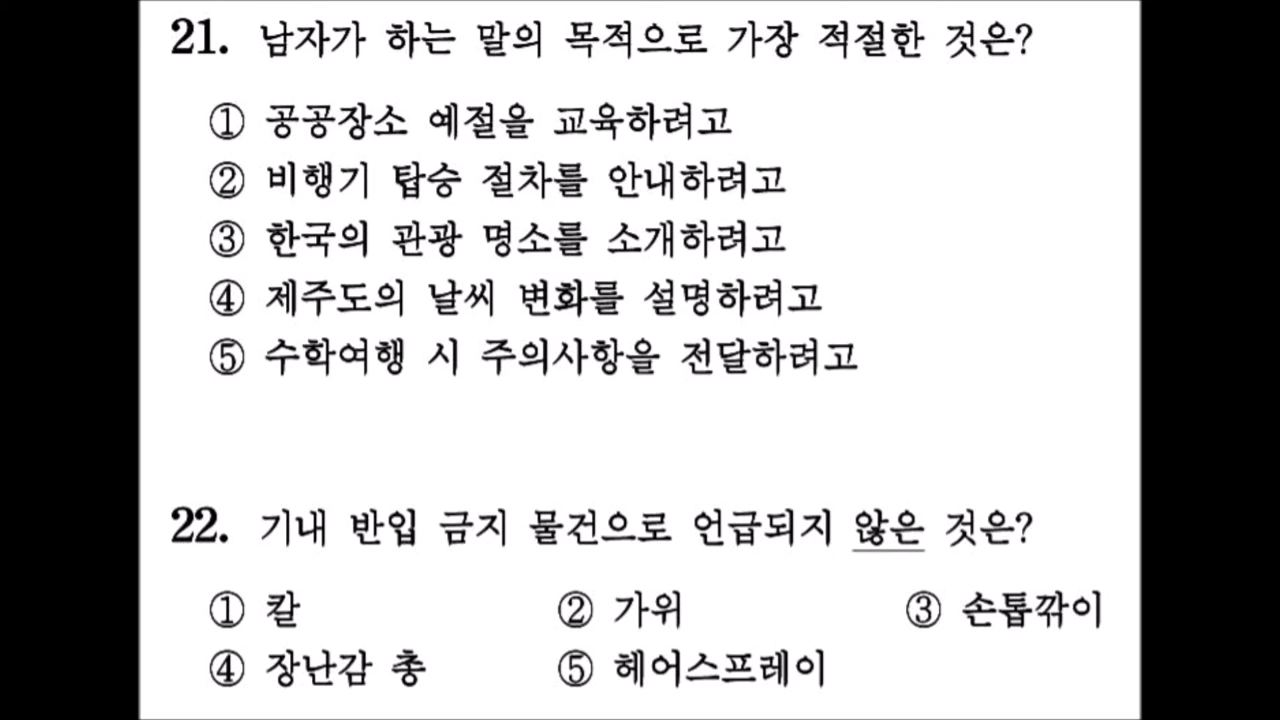 21. 남자가 하는 말의 목적으로 가장 적절한 것은?
① 공공장소 예절을 교육하려고
② 비행기 탑승 절차를 안내하려고
③ 한국의 관광 명소를 소개하려고
④ 제주도의 날씨 변화를 설명하려고
⑤ 수학여행 시 주의사항을 전달하려고
22. 기내 반입 금지 물건으로 언급되지 않은 것은?
① 칼 ② 가위 ③ 손톱깎이
④ 장난감 총 ⑤ 헤어스프레이